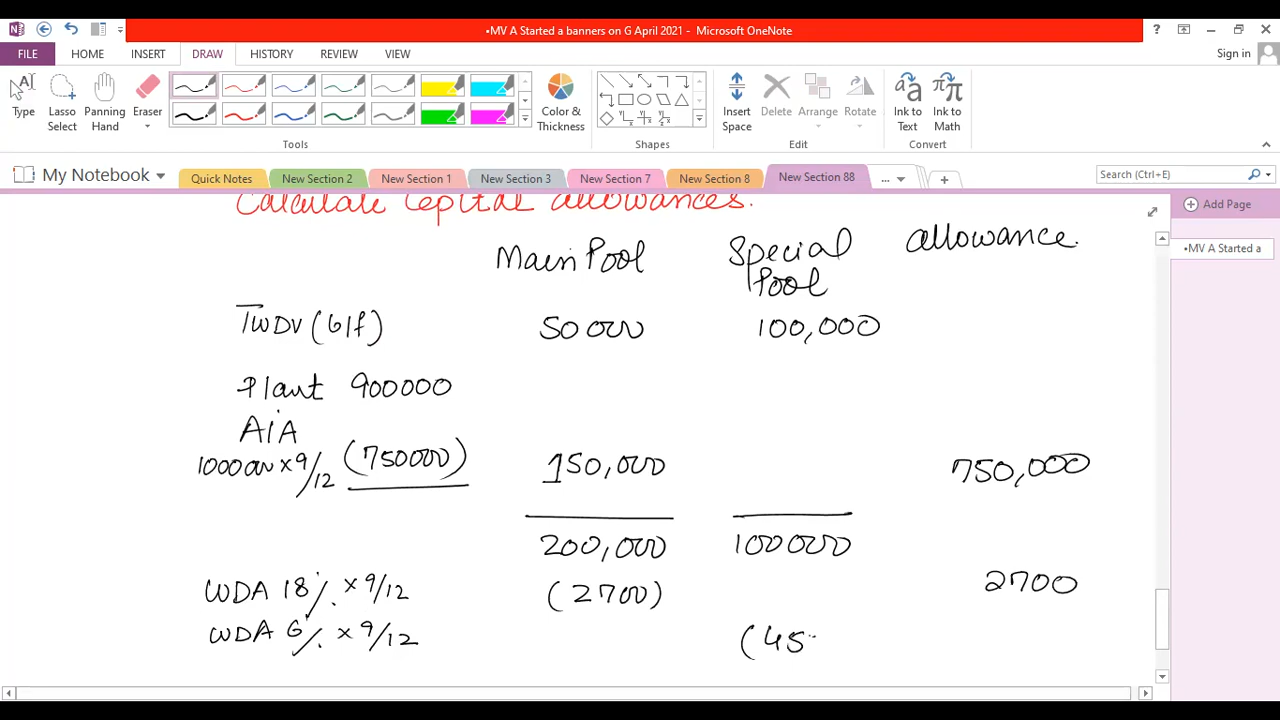 •MV A Started a banners on G April 2021 - Microsoft OneNote
FILE HOME INSERT DRAW HISTORY REVIEW VIEW Sign in
Type Lasso Select Panning Hand Eraser Color & Thickness Insert Space Delete Arrange Rotate Ink to Text Ink to Math
Tools Shapes Edit Convert
My Notebook Quick Notes New Section 2 New Section 1 New Section 3 New Section 7 New Section 8 New Section 88 ... Search (Ctrl+E)
Add Page
•MV A Started a
Calculate Capital allowances.
Main Pool Special Pool allowance.
TWDV (b/f) 50000 100,000
Plant 900000
AIA
1000000 x 9/12 (750000) 150,000 750,000
200,000 100000
WDA 18% x 9/12 (2700) 2700
WDA 6% x 9/12 (45